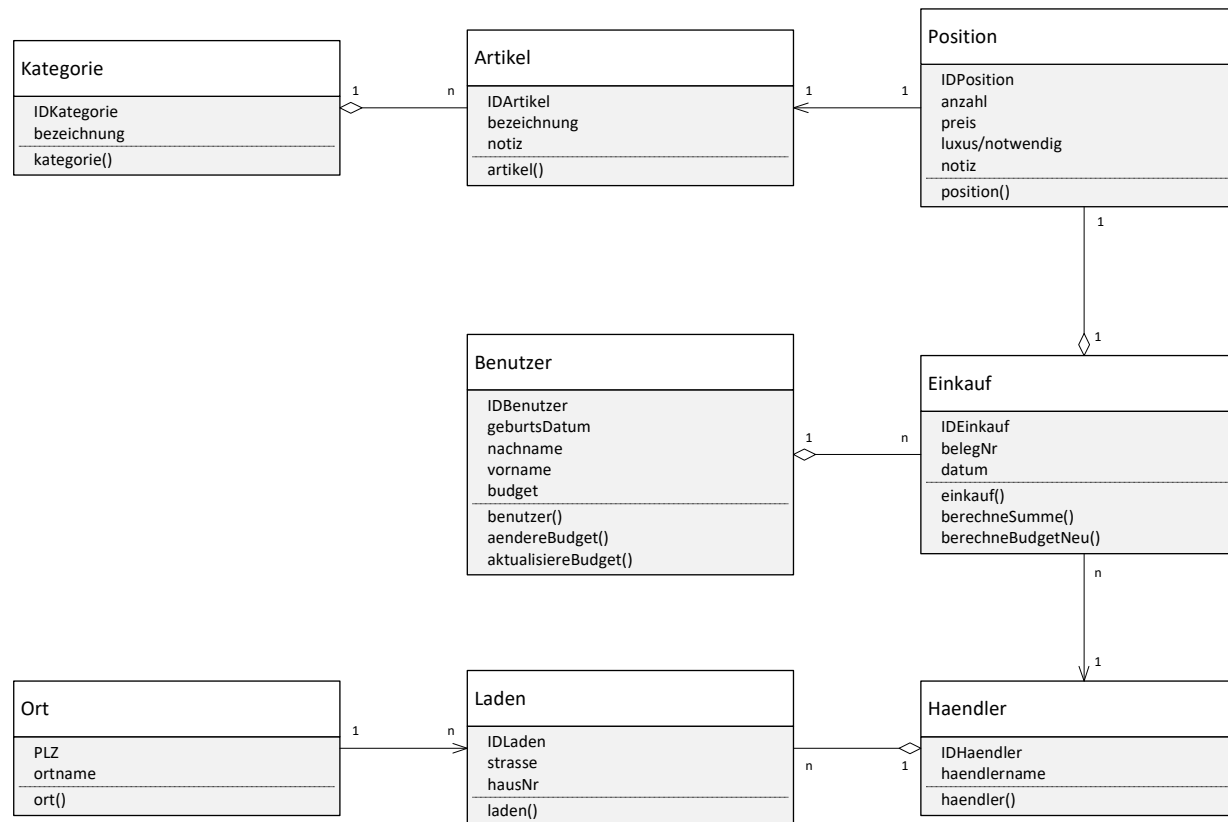 Kategorie
IDKategorie
bezeichnung
kategorie()
1
n
Artikel
IDArtikel
bezeichnung
notiz
artikel()
1
1
Position
IDPosition
anzahl
preis
luxus/notwendig
notiz
position()
1
1
Benutzer
IDBenutzer
geburtsDatum
nachname
vorname
budget
benutzer()
aendereBudget()
aktualisiereBudget()
1
n
Einkauf
IDEinkauf
belegNr
datum
einkauf()
berechneSumme()
berechneBudgetNeu()
n
1
Ort
PLZ
ortname
ort()
1
n
Laden
IDLaden
strasse
hausNr
laden()
n
1
Haendler
IDHaendler
haendlername
haendler()